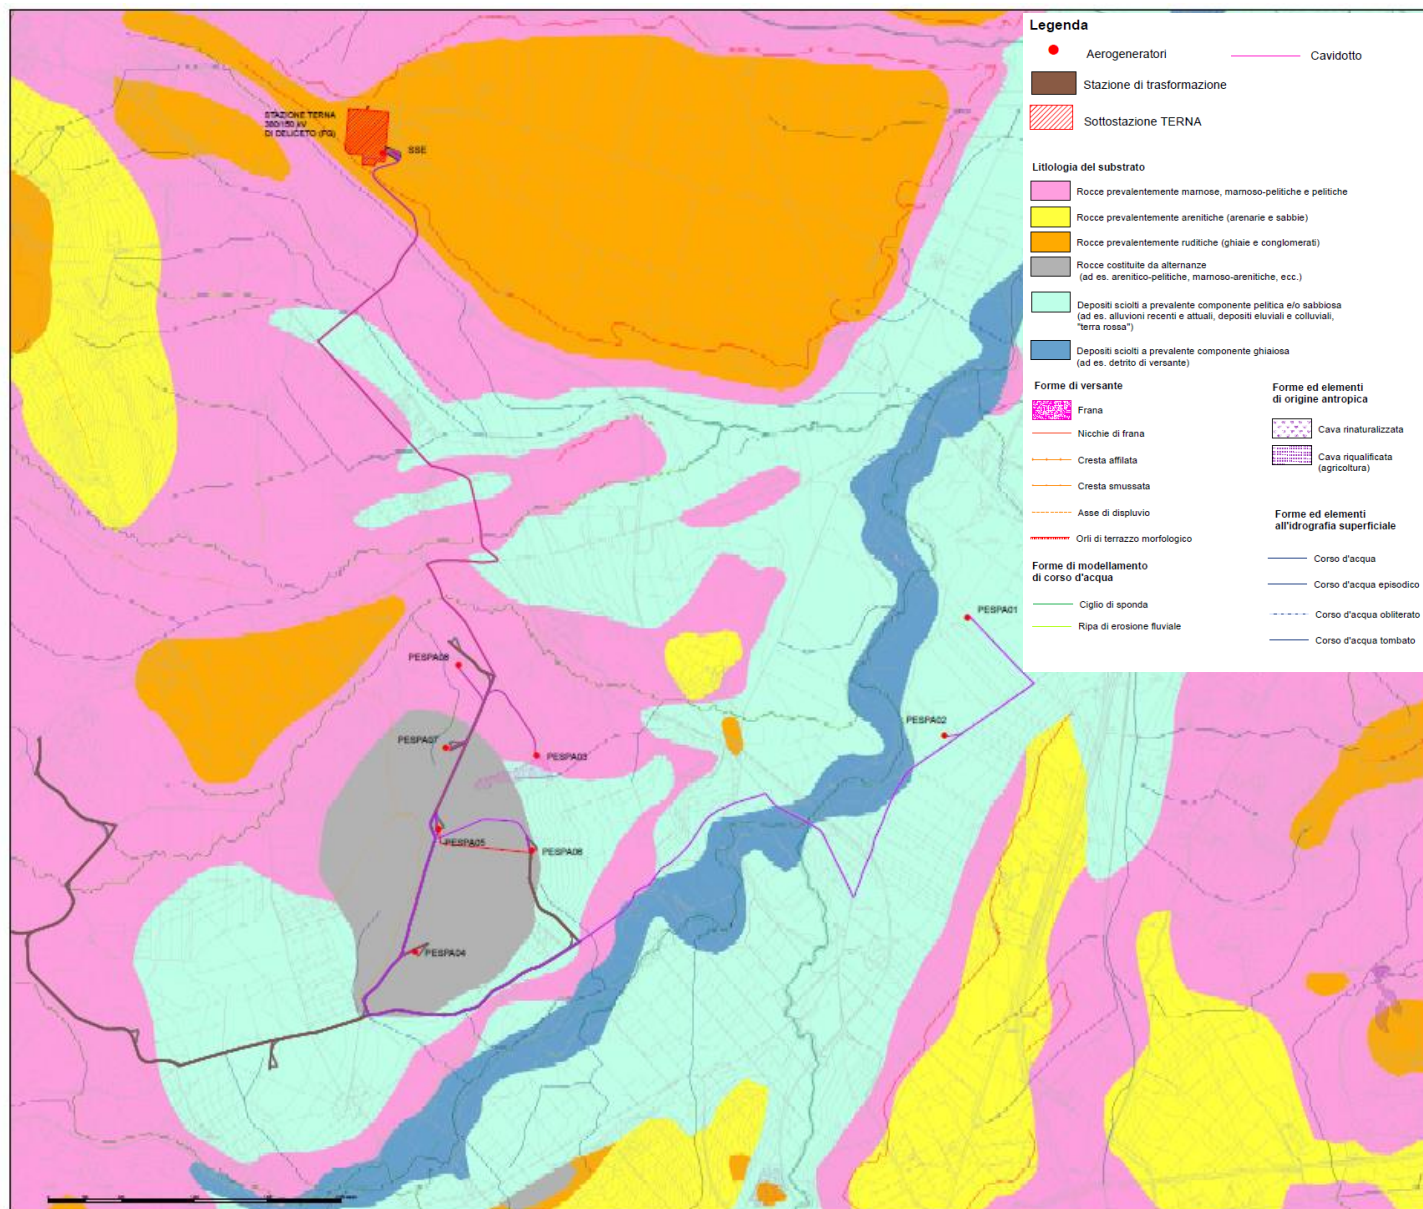 STAZIONE TERNA
380/150 kV
DI DELICETO (FG)
SSE
PESPA01
PESPA02
PESPA08
PESPA07
PESPA03
PESPA05
PESPA06
PESPA04
Legenda
Aerogeneratori
Cavidotto
Stazione di trasformazione
Sottostazione TERNA
Litlologia del substrato
Rocce prevalentemente marnose, marnoso-pelitiche e pelitiche
Rocce prevalentemente arenitiche (arenarie e sabbie)
Rocce prevalentemente ruditiche (ghiaie e conglomerati)
Rocce costituite da alternanze
(ad es. arenitico-pelitiche, marnoso-arenitiche, ecc.)
Depositi sciolti a prevalente componente pelitica e/o sabbiosa
(ad es. alluvioni recenti e attuali, depositi eluviali e colluviali,
"terra rossa")
Depositi sciolti a prevalente componente ghiaiosa
(ad es. detrito di versante)
Forme di versante
Frana
Nicchie di frana
Cresta affilata
Cresta smussata
Asse di displuvio
Orli di terrazzo morfologico
Forme di modellamento
di corso d'acqua
Ciglio di sponda
Ripa di erosione fluviale
Forme ed elementi
di origine antropica
Cava rinaturalizzata
Cava riqualificata
(agricoltura)
Forme ed elementi
all'idrografia superficiale
Corso d'acqua
Corso d'acqua episodico
Corso d'acqua obliterato
Corso d'acqua tombato